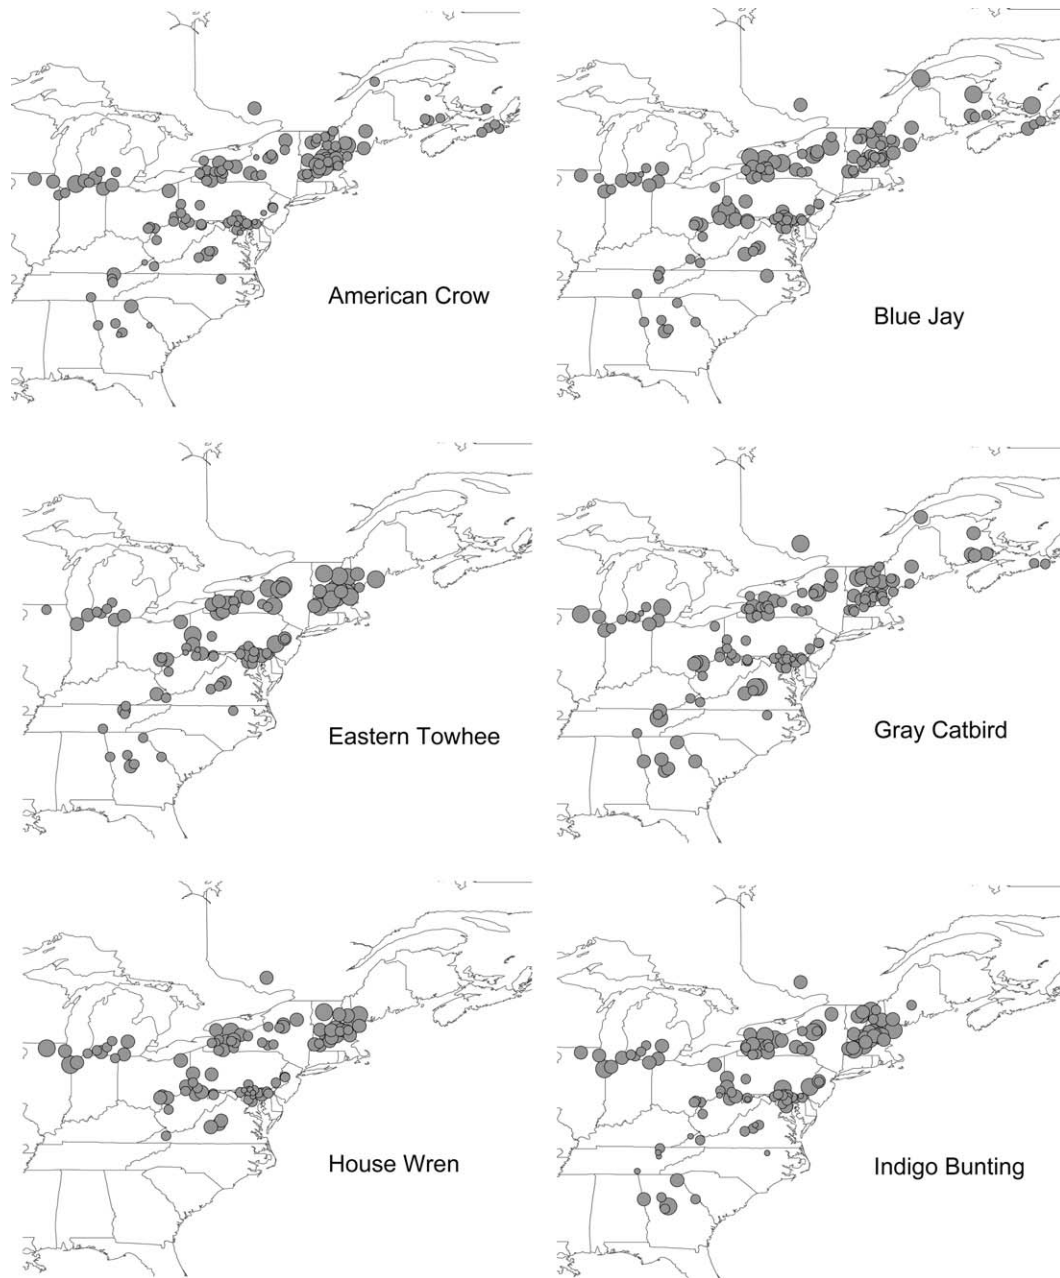 American Crow
Blue Jay
Eastern Towhee
Gray Catbird
House Wren
Indigo Bunting